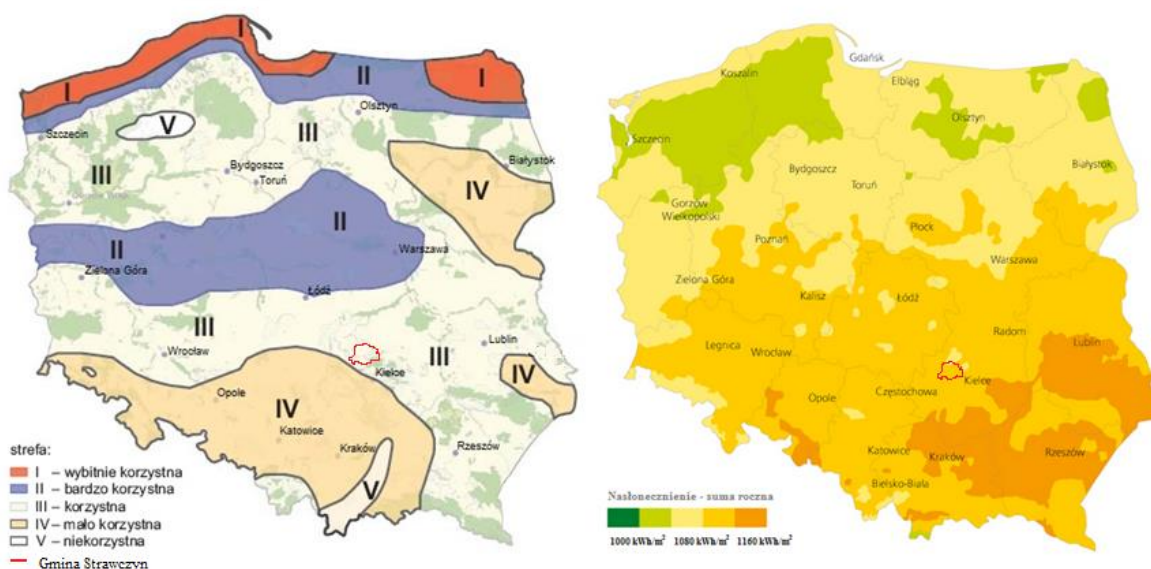 I
I
II
I
Olsztyn
Szczecin
V
III
III
Białystok
Bydgoszcz
Toruń
IV
II
II
Warszawa
Zielona Góra
Łódź
III
Wrocław
III
Lublin
Kielce
IV
Opole
IV
Katowice
Kraków
Rzeszów
V
strefa:
I – wybitnie korzystna
II – bardzo korzystna
III – korzystna
IV – mało korzystna
V – niekorzystna
Gmina Strawczyn
Gdańsk
Koszalin
Elbląg
Olsztyn
Szczecin
Białystok
Bydgoszcz
Toruń
Gorzów
Wielkopolski
Płock
Poznań
Warszawa
Zielona Góra
Kalisz
Łódź
Radom
Lublin
Legnica
Wrocław
Kielce
Częstochowa
Opole
Katowice
Kraków
Rzeszów
Bielsko-Biała
Nasłonecznienie - suma roczna
1000 kWh/m² 1080 kWh/m² 1160 kWh/m²